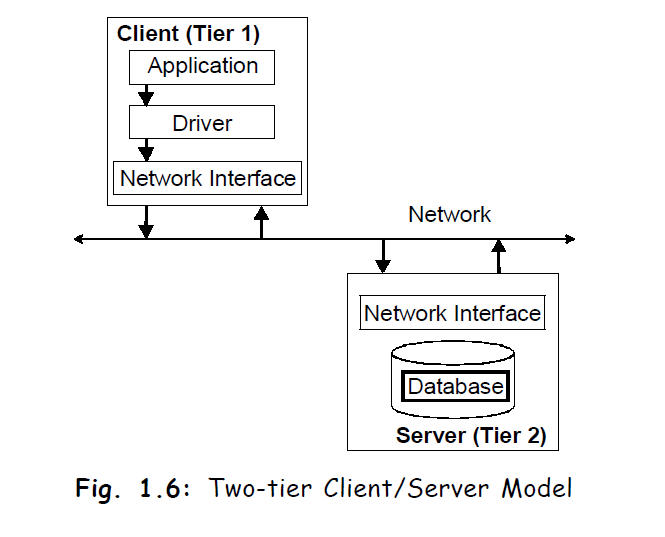 Client (Tier 1)
Application
Driver
Network Interface
Network
Network Interface
Database
Server (Tier 2)
Fig. 1.6: Two-tier Client/Server Model